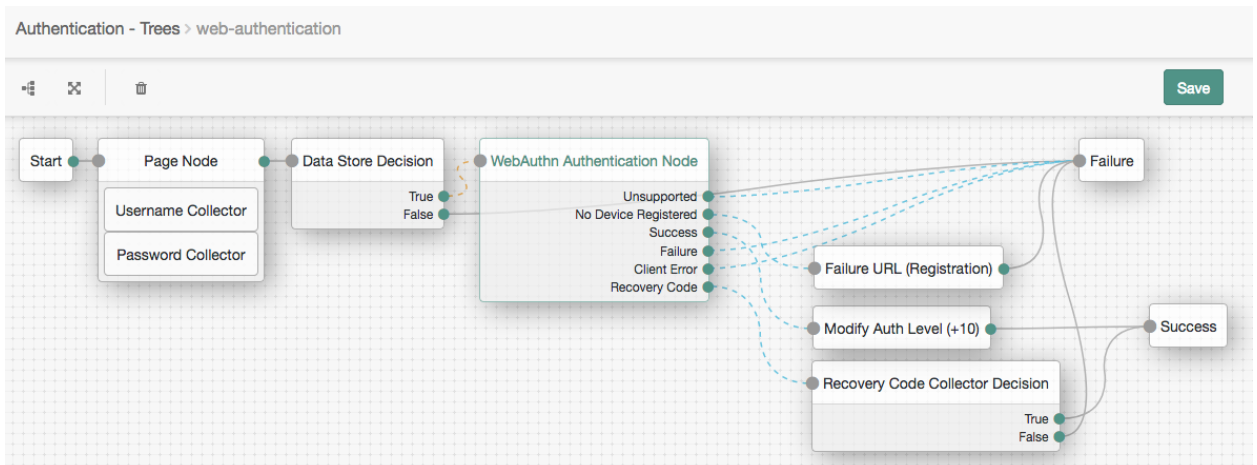 Authentication - Trees > web-authentication
Save
Start
Page Node
Username Collector
Password Collector
Data Store Decision
True
False
WebAuthn Authentication Node
Unsupported
No Device Registered
Success
Failure
Client Error
Recovery Code
Failure
Failure URL (Registration)
Modify Auth Level (+10)
Success
Recovery Code Collector Decision
True
False